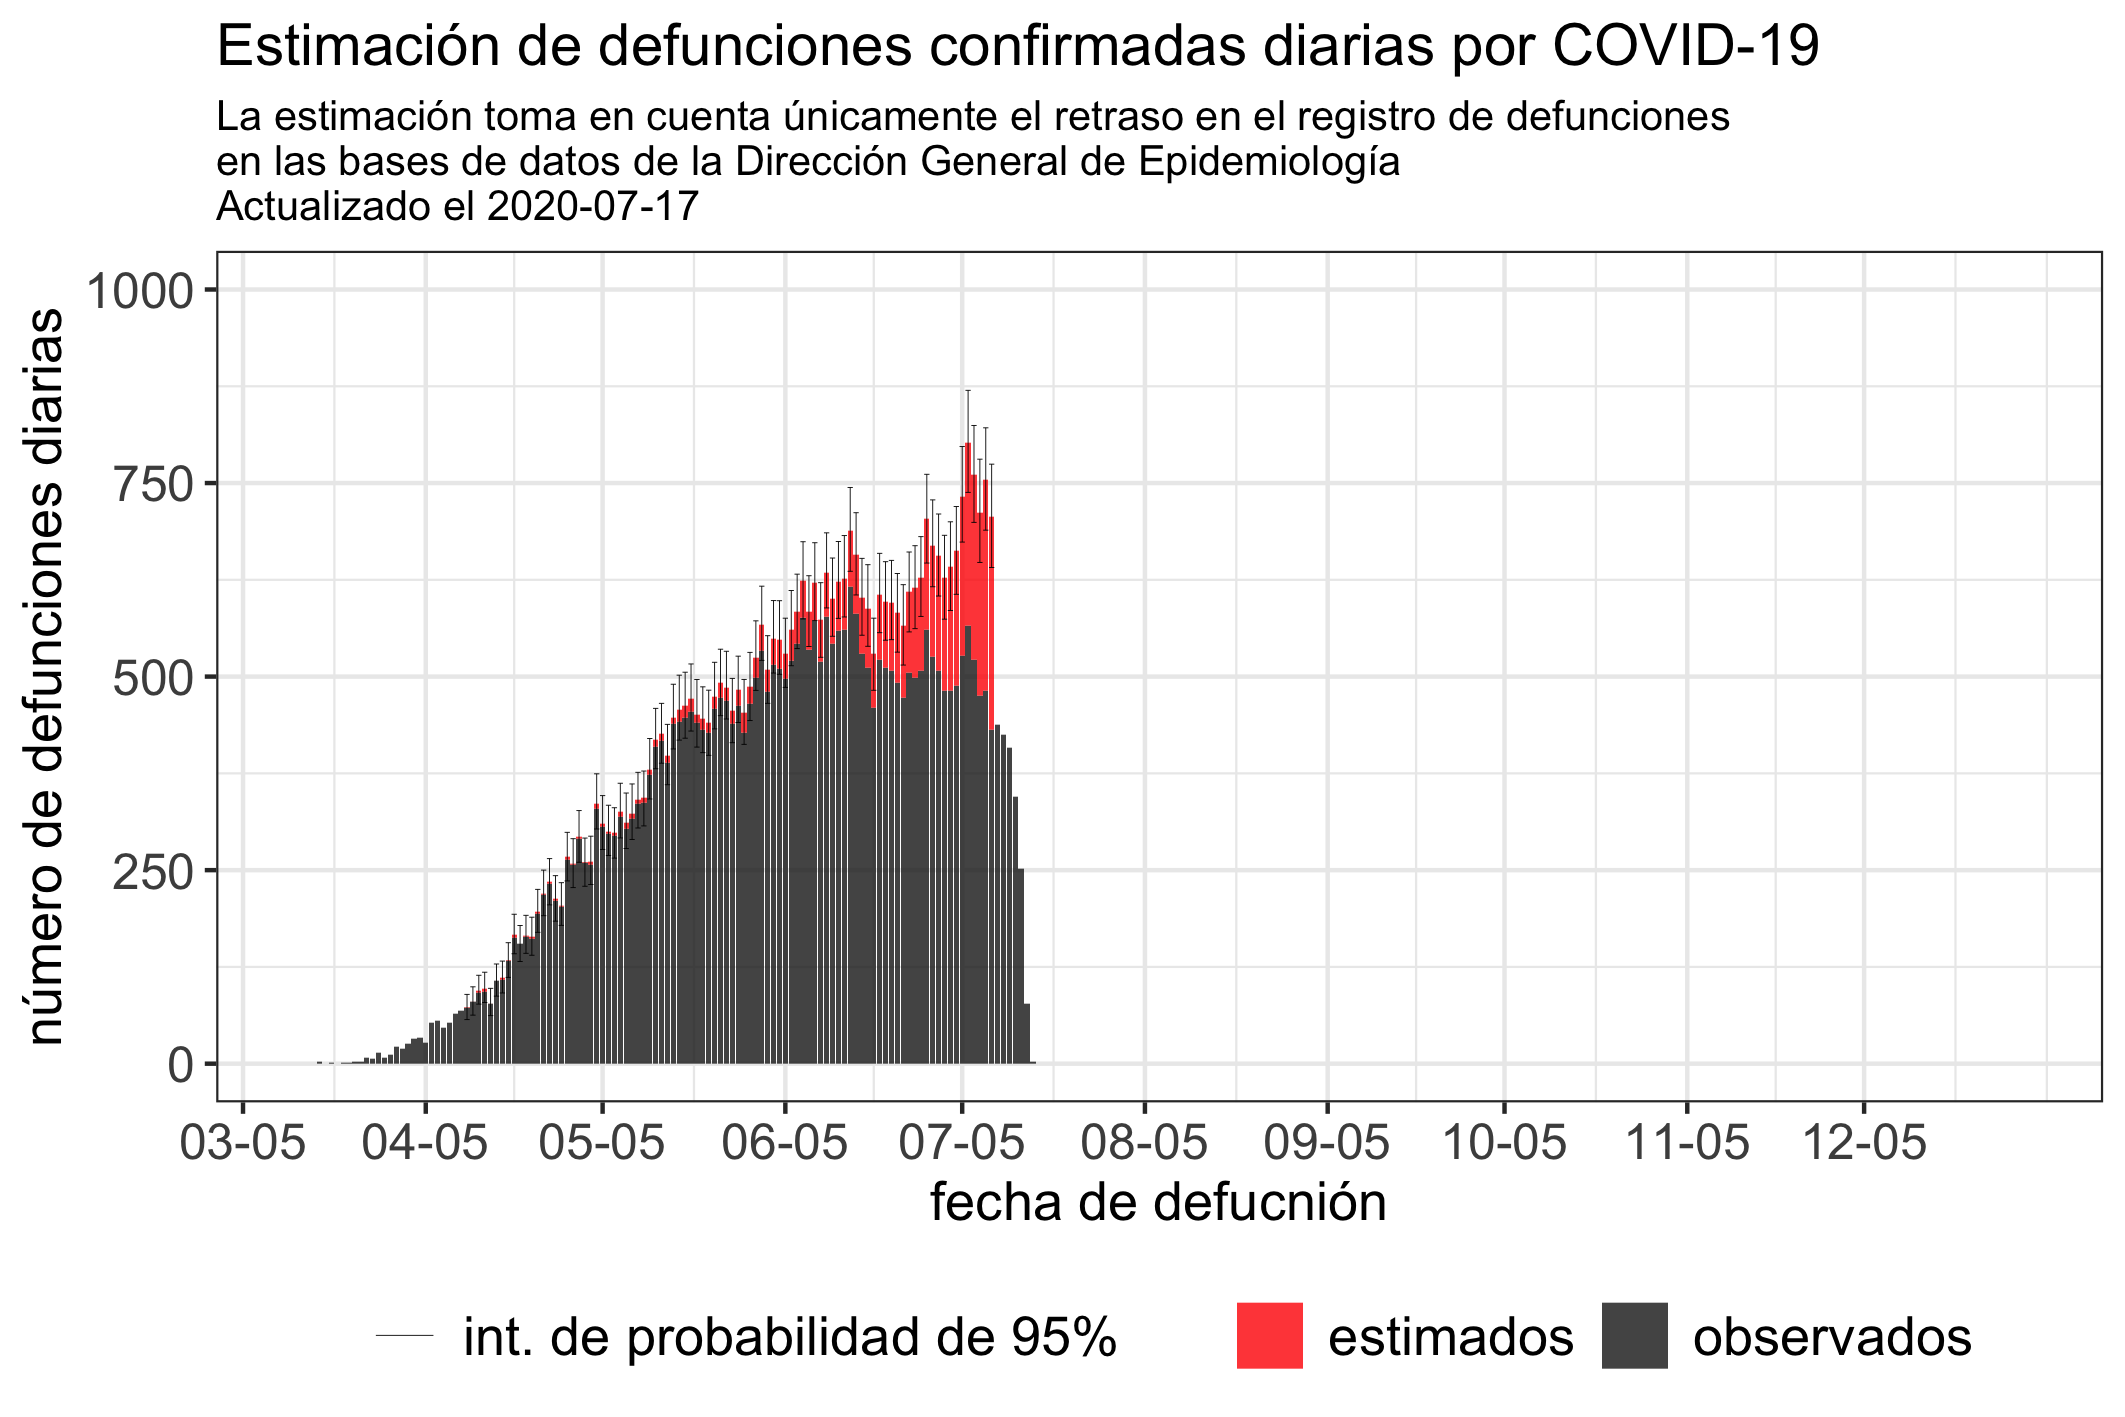 Estimación de defunciones confirmadas diarias por COVID-19
La estimación toma en cuenta únicamente el retraso en el registro de defunciones
en las bases de datos de la Dirección General de Epidemiología
Actualizado el 2020-07-17
número de defunciones diarias
1000
750
500
250
0
03-05 04-05 05-05 06-05 07-05 08-05 09-05 10-05 11-05 12-05
fecha de defucnión
int. de probabilidad de 95% estimados observados